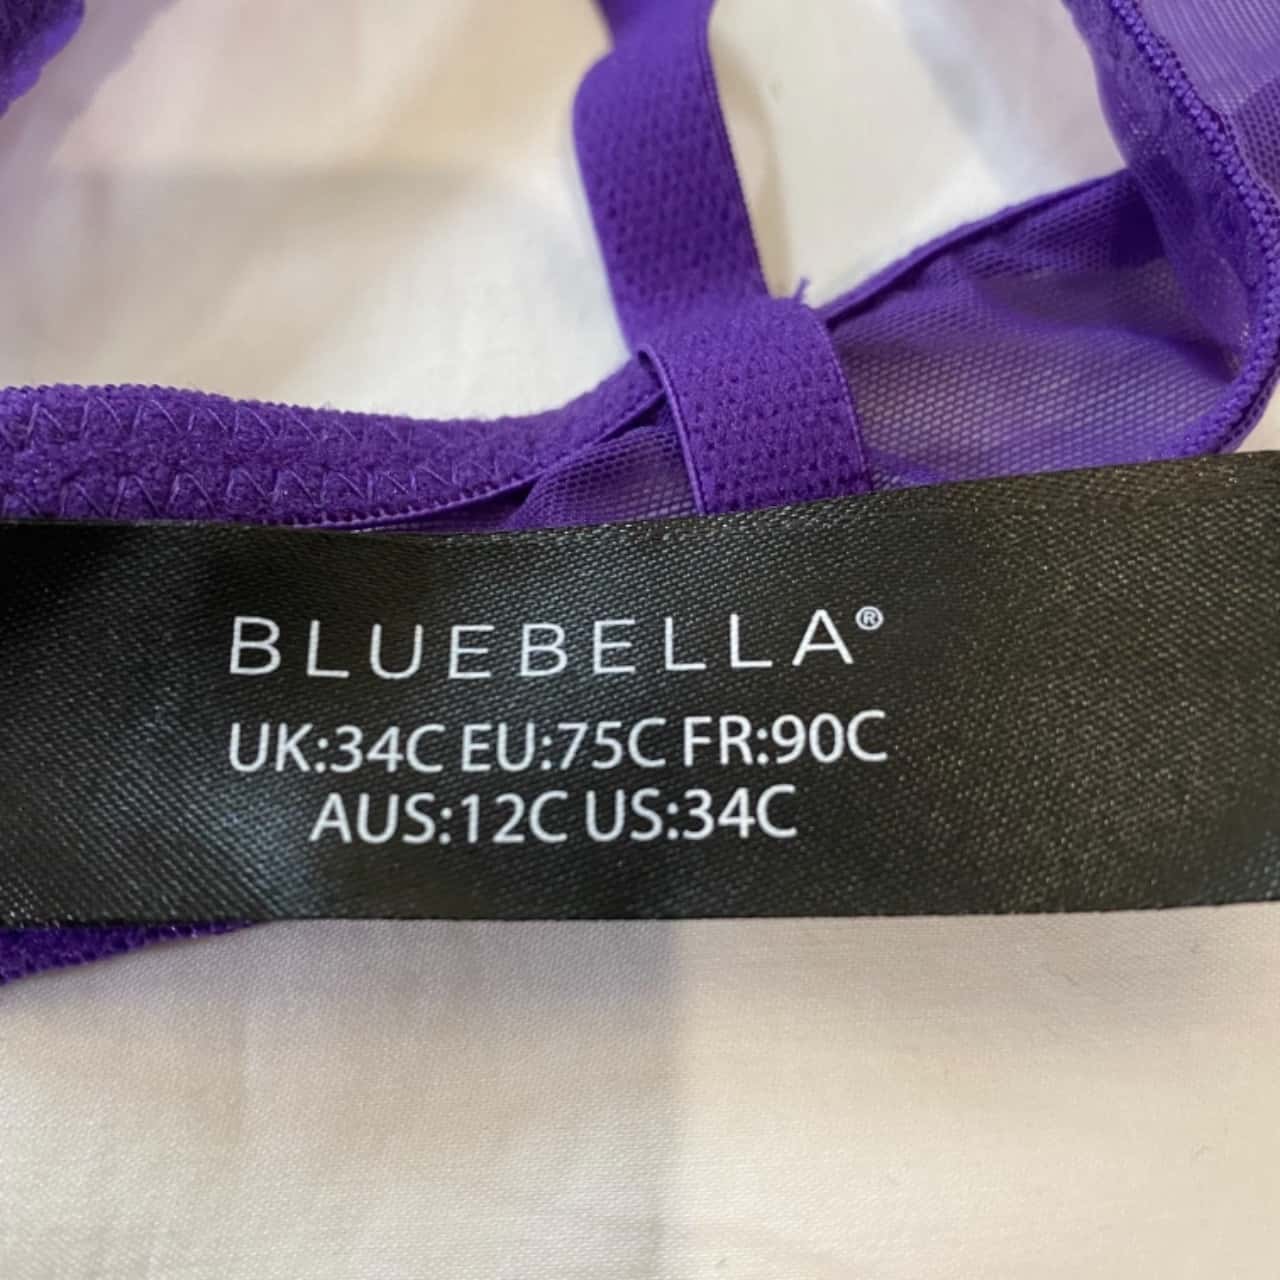 BLUEBELLA®
UK:34C EU:75C FR:90C
AUS:12C US:34C